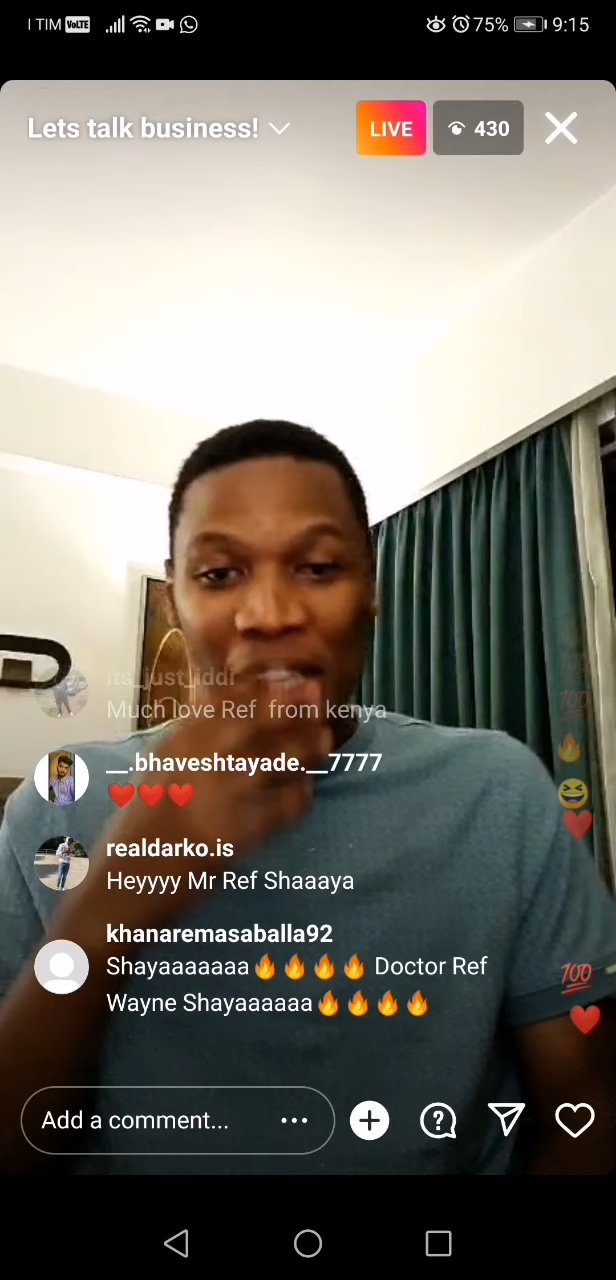 I TIM VoLTE 75% 9:15
Lets talk business! LIVE 430
its_just_iddi
Much love Ref from kenya
__.bhaveshtayade.__7777
❤️❤️❤️
realdarko.is
Heyyyy Mr Ref Shaaaya
khanaremasaballa92
Shayaaaaaaa🔥🔥🔥🔥 Doctor Ref
Wayne Shayaaaaaa🔥🔥🔥🔥
Add a comment...